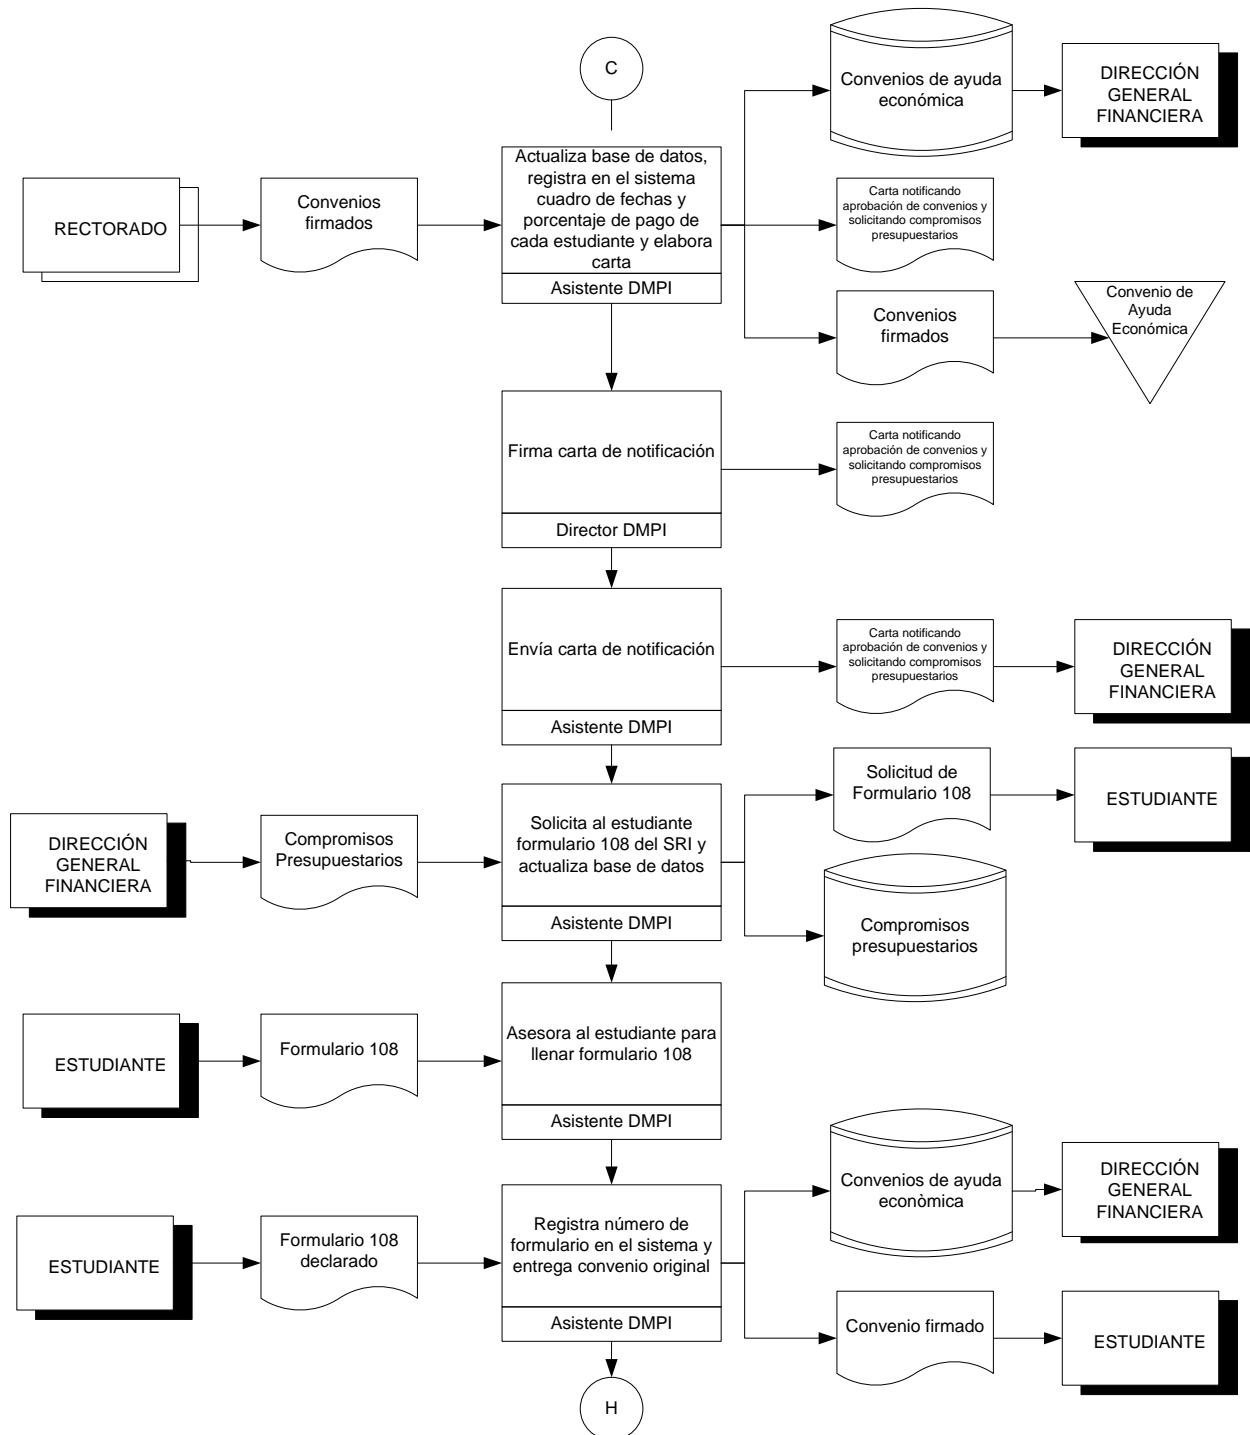 C
Convenios de ayuda
económica
DIRECCIÓN
GENERAL
FINANCIERA
RECTORADO
Convenios
firmados
Actualiza base de datos,
registra en el sistema
cuadro de fechas y
porcentaje de pago de
cada estudiante y elabora
carta
Asistente DMPI
Carta notificando
aprobación de convenios y
solicitando compromisos
presupuestarios
Convenios
firmados
Convenio de
Ayuda
Económica
Firma carta de notificación
Director DMPI
Carta notificando
aprobación de convenios y
solicitando compromisos
presupuestarios
Envía carta de notificación
Asistente DMPI
Carta notificando
aprobación de convenios y
solicitando compromisos
presupuestarios
DIRECCIÓN
GENERAL
FINANCIERA
DIRECCIÓN
GENERAL
FINANCIERA
Compromisos
Presupuestarios
Solicita al estudiante
formulario 108 del SRI y
actualiza base de datos
Asistente DMPI
Solicitud de
Formulario 108
ESTUDIANTE
Compromisos
presupuestarios
ESTUDIANTE
Formulario 108
Asesora al estudiante para
llenar formulario 108
Asistente DMPI
ESTUDIANTE
Formulario 108
declarado
Registra número de
formulario en el sistema y
entrega convenio original
Asistente DMPI
Convenios de ayuda
econòmica
DIRECCIÓN
GENERAL
FINANCIERA
Convenio firmado
ESTUDIANTE
H